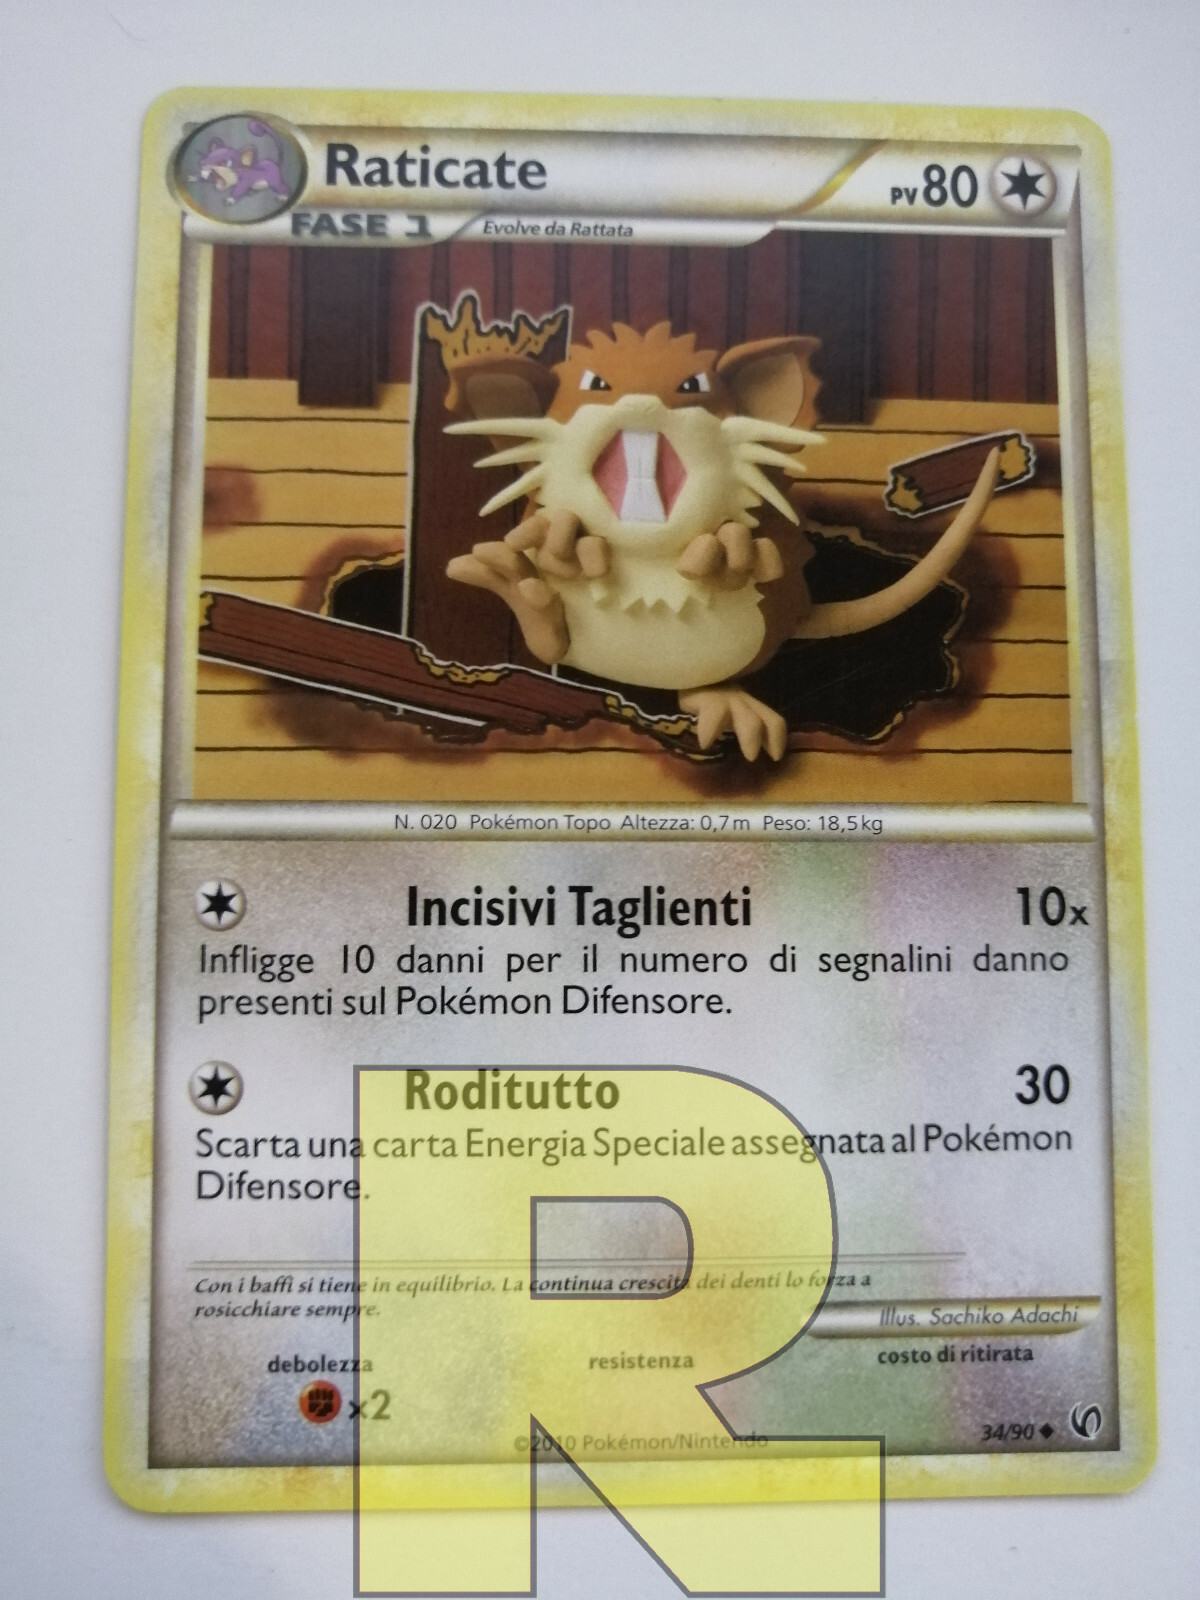 Raticate
PV 80
FASE 1
Evolve da Rattata
N. 020 Pokémon Topo Altezza: 0,7 m Peso: 18,5 kg
Incisivi Taglienti 10x
Infligge 10 danni per il numero di segnalini danno
presenti sul Pokémon Difensore.
Roditutto 30
Scarta una carta Energia Speciale assegnata al Pokémon
Difensore.
Con i baffi si tiene in equilibrio. La continua crescita dei denti lo forza a
rosicchiare sempre.
Illus. Sachiko Adachi
debolezza resistenza costo di ritirata
x2
©2010 Pokémon/Nintendo
34/90
R